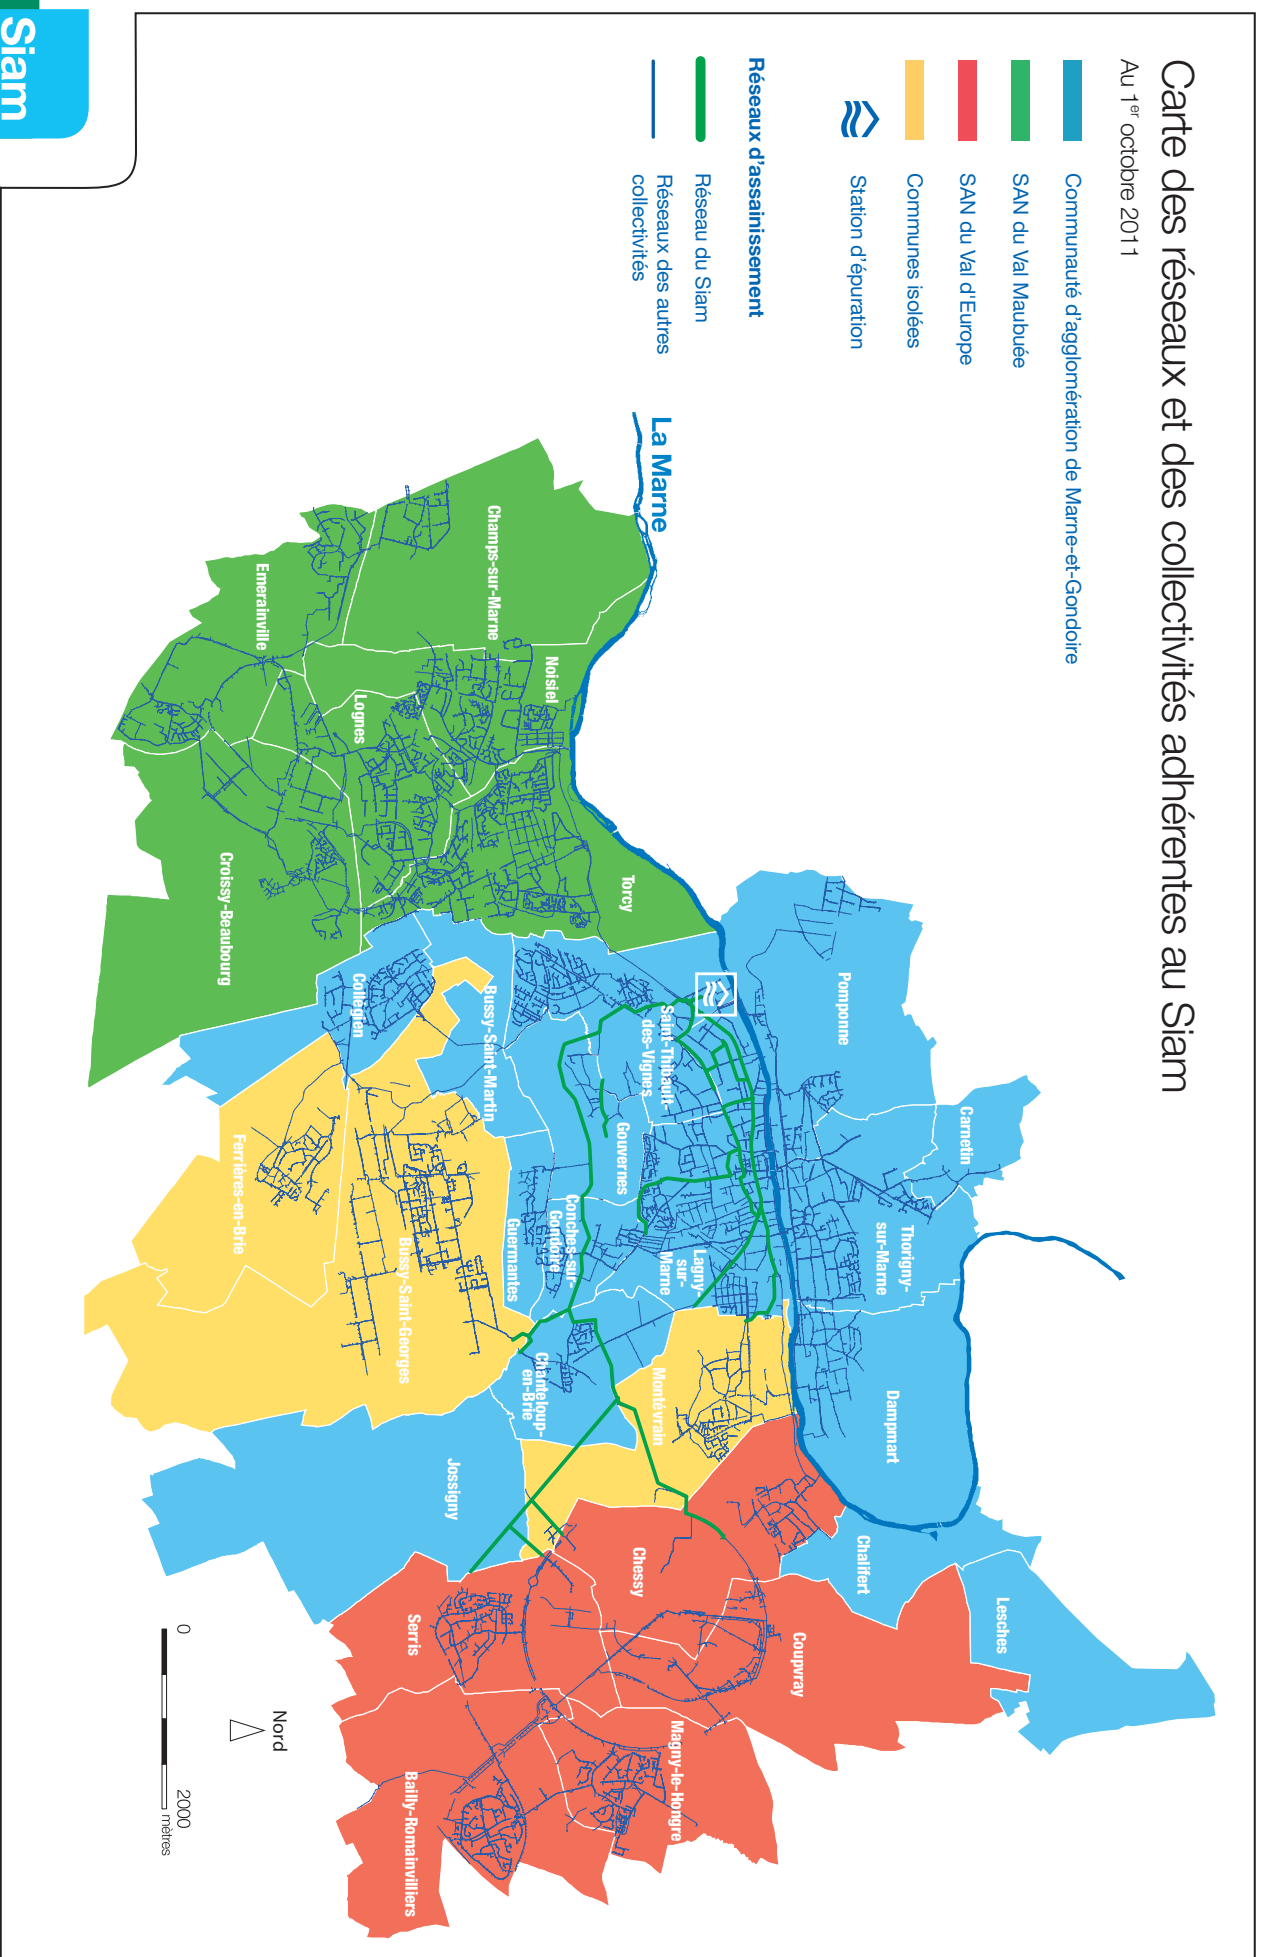 Carte des réseaux et des collectivités adhérentes au Siam
Au 1er octobre 2011
Communauté d'agglomération de Marne-et-Gondoire
SAN du Val Maubuée
SAN du Val d'Europe
Communes isolées
Station d'épuration
Réseaux d'assainissement
Réseau du Siam
Réseaux des autres
collectivités
La Marne
Champs-sur-Marne
Noisiel
Emerainville
Lognes
Torcy
Croissy-Beaubourg
Pomponne
Carnetin
Thorigny-
sur-Marne
Dampmart
Saint-Thibault-
des-Vignes
Gouvernes
Lagny-
sur-
Marne
Conches-sur-
Gondoire
Guermantes
Bussy-Saint-Martin
Collégien
Ferrières-en-Brie
Bussy-Saint-Georges
Chanteloup-
en-Brie
Montévrain
Jossigny
Chalifert
Lesches
Chessy
Coupvray
Serris
Magny-le-Hongre
Bailly-Romainvilliers
Nord
0
2000
mètres
Siam